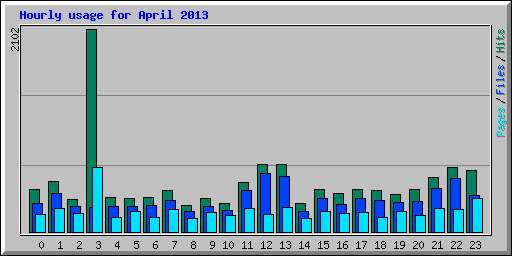 Hourly usage for April 2013
2102
Pages / Files / Hits
0 1 2 3 4 5 6 7 8 9 10 11 12 13 14 15 16 17 18 19 20 21 22 23